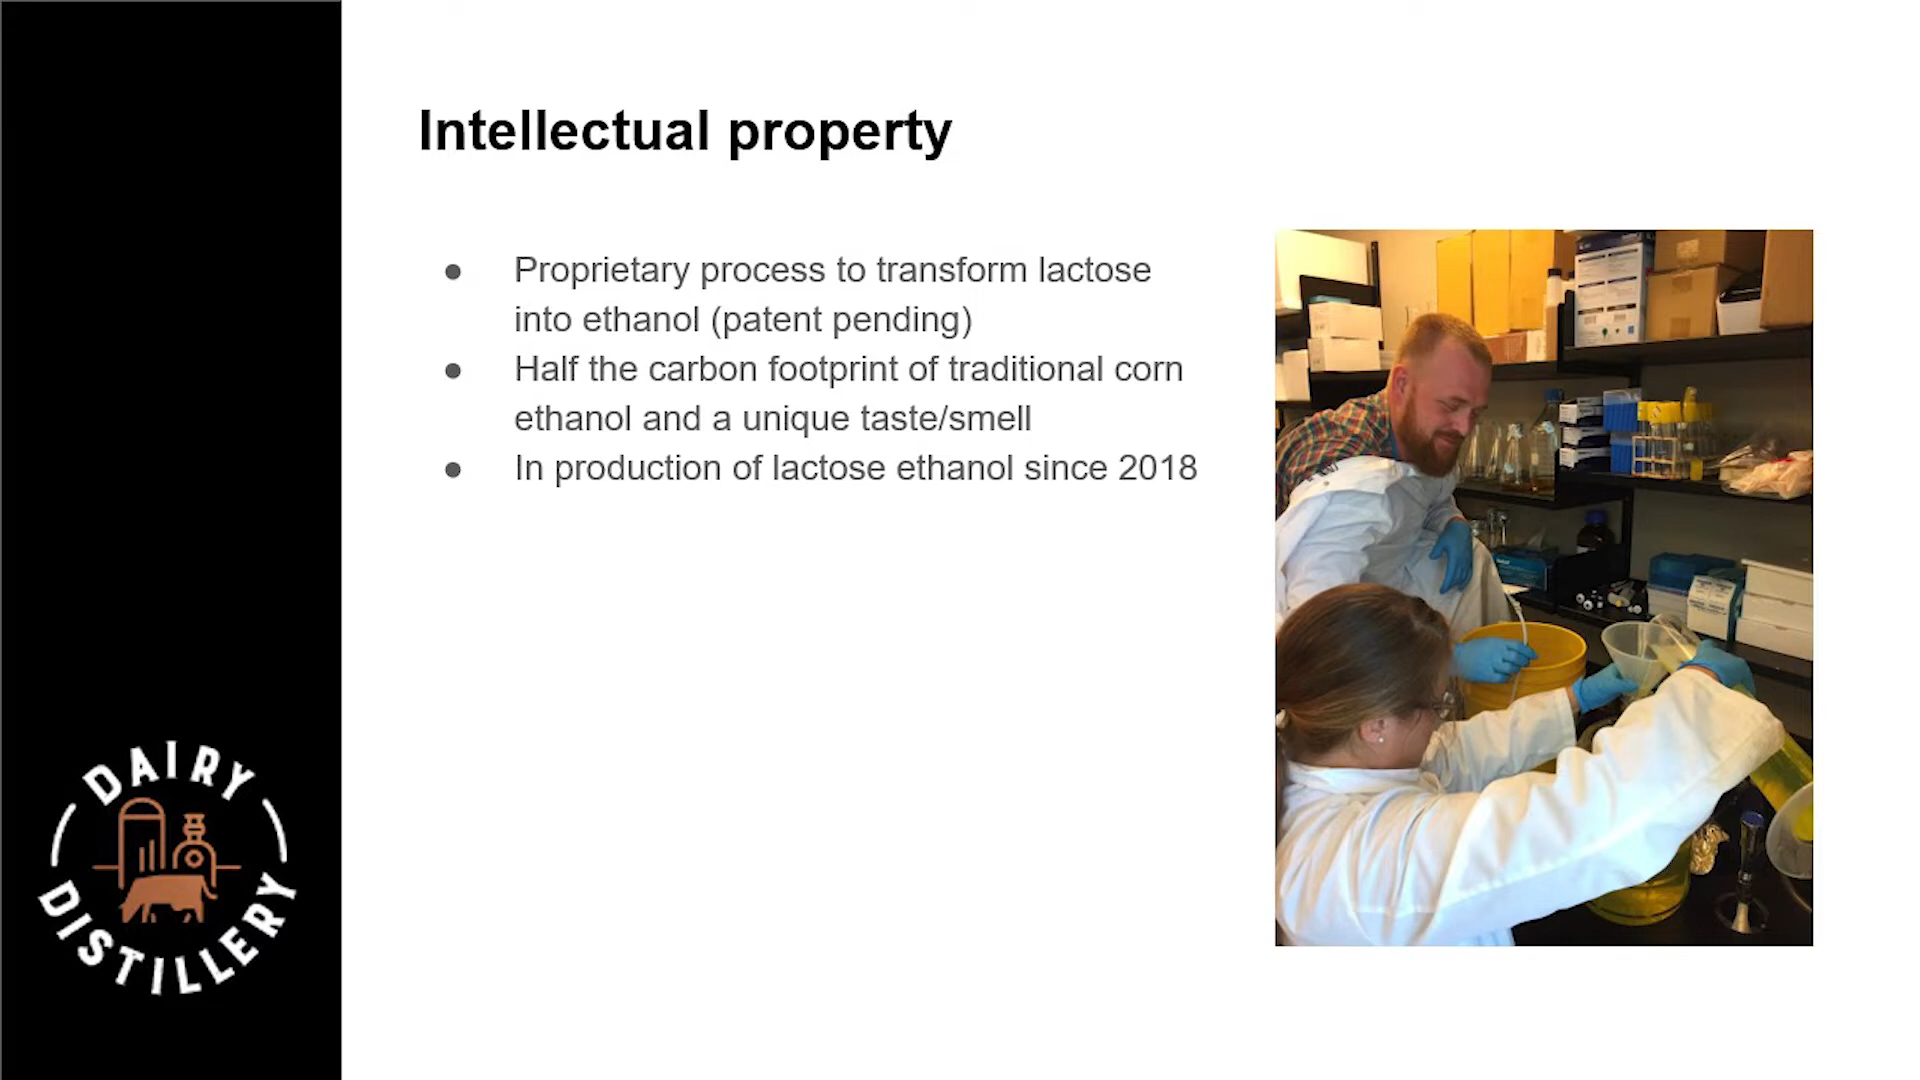 Intellectual property
● Proprietary process to transform lactose
into ethanol (patent pending)
● Half the carbon footprint of traditional corn
ethanol and a unique taste/smell
● In production of lactose ethanol since 2018
DAIRY
DISTILLERY